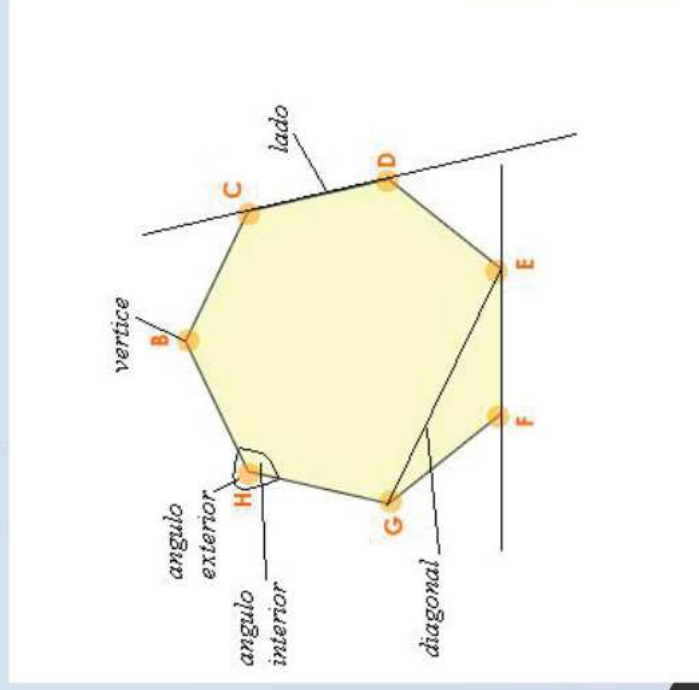 lado
C
D
vertice
B
E
angulo
exterior
H
F
G
angulo
interior
diagonal